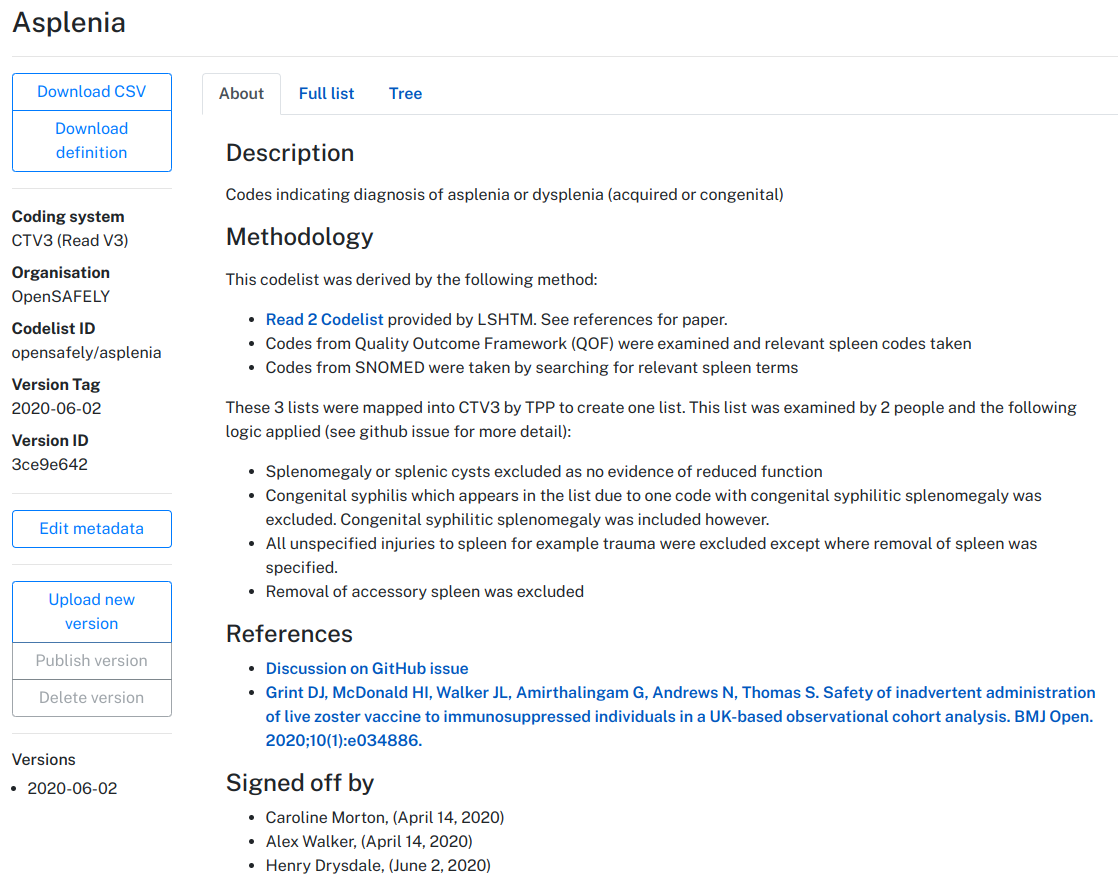 Asplenia
Download CSV
Download
definition
Coding system
CTV3 (Read V3)
Organisation
OpenSAFELY
Codelist ID
opensafely/asplenia
Version Tag
2020-06-02
Version ID
3ce9e642
Edit metadata
Upload new
version
Publish version
Delete version
Versions
• 2020-06-02
About Full list Tree
Description
Codes indicating diagnosis of asplenia or dysplenia (acquired or congenital)
Methodology
This codelist was derived by the following method:
• Read 2 Codelist provided by LSHTM. See references for paper.
• Codes from Quality Outcome Framework (QOF) were examined and relevant spleen codes taken
• Codes from SNOMED were taken by searching for relevant spleen terms
These 3 lists were mapped into CTV3 by TPP to create one list. This list was examined by 2 people and the following
logic applied (see github issue for more detail):
• Splenomegaly or splenic cysts excluded as no evidence of reduced function
• Congenital syphilis which appears in the list due to one code with congenital syphilitic splenomegaly was
excluded. Congenital syphilitic splenomegaly was included however.
• All unspecified injuries to spleen for example trauma were excluded except where removal of spleen was
specified.
• Removal of accessory spleen was excluded
References
• Discussion on GitHub issue
• Grint DJ, McDonald HI, Walker JL, Amirthalingam G, Andrews N, Thomas S. Safety of inadvertent administration
of live zoster vaccine to immunosuppressed individuals in a UK-based observational cohort analysis. BMJ Open.
2020;10(1):e034886.
Signed off by
• Caroline Morton, (April 14, 2020)
• Alex Walker, (April 14, 2020)
• Henry Drysdale, (June 2, 2020)